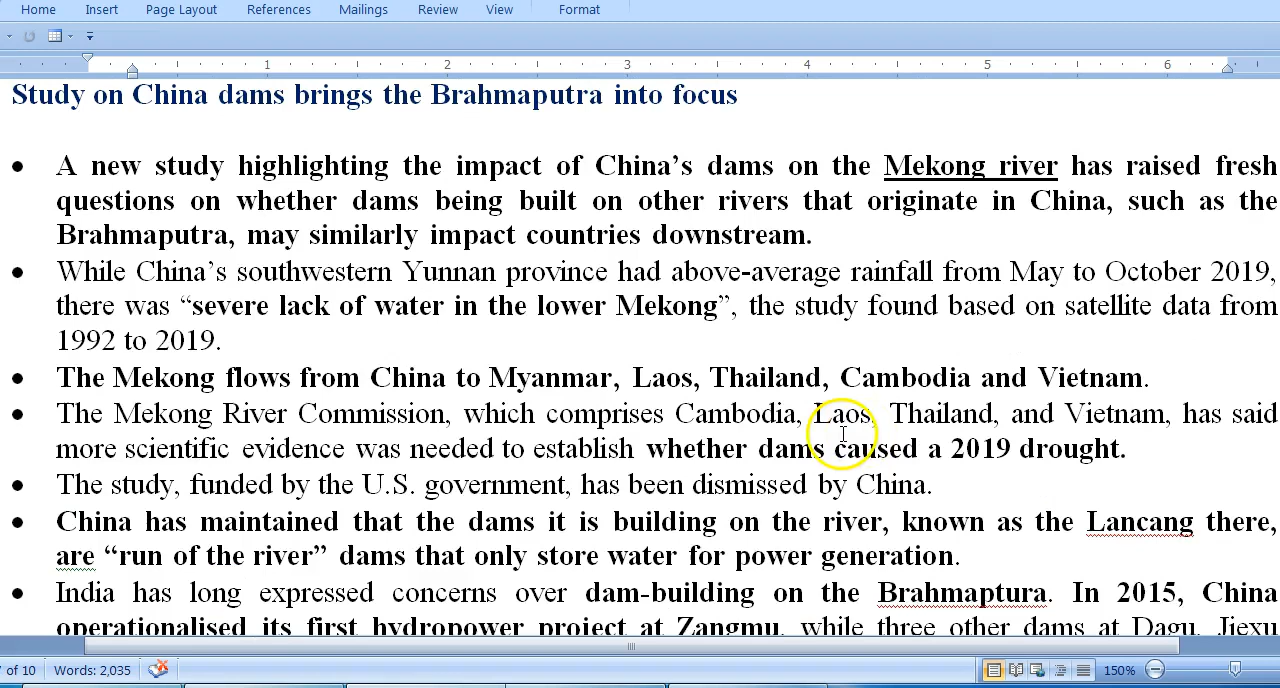 Home Insert Page Layout References Mailings Review View Format
1 2 3 4 5 6
Study on China dams brings the Brahmaputra into focus
• A new study highlighting the impact of China’s dams on the Mekong river has raised fresh
questions on whether dams being built on other rivers that originate in China, such as the
Brahmaputra, may similarly impact countries downstream.
• While China’s southwestern Yunnan province had above-average rainfall from May to October 2019,
there was “severe lack of water in the lower Mekong”, the study found based on satellite data from
1992 to 2019.
• The Mekong flows from China to Myanmar, Laos, Thailand, Cambodia and Vietnam.
• The Mekong River Commission, which comprises Cambodia, Laos, Thailand, and Vietnam, has said
more scientific evidence was needed to establish whether dams caused a 2019 drought.
• The study, funded by the U.S. government, has been dismissed by China.
• China has maintained that the dams it is building on the river, known as the Lancang there,
are “run of the river” dams that only store water for power generation.
• India has long expressed concerns over dam-building on the Brahmaptura. In 2015, China
operationalised its first hydropower project at Zangmu, while three other dams at Dagu, Jiexu
of 10 Words: 2,035 150%